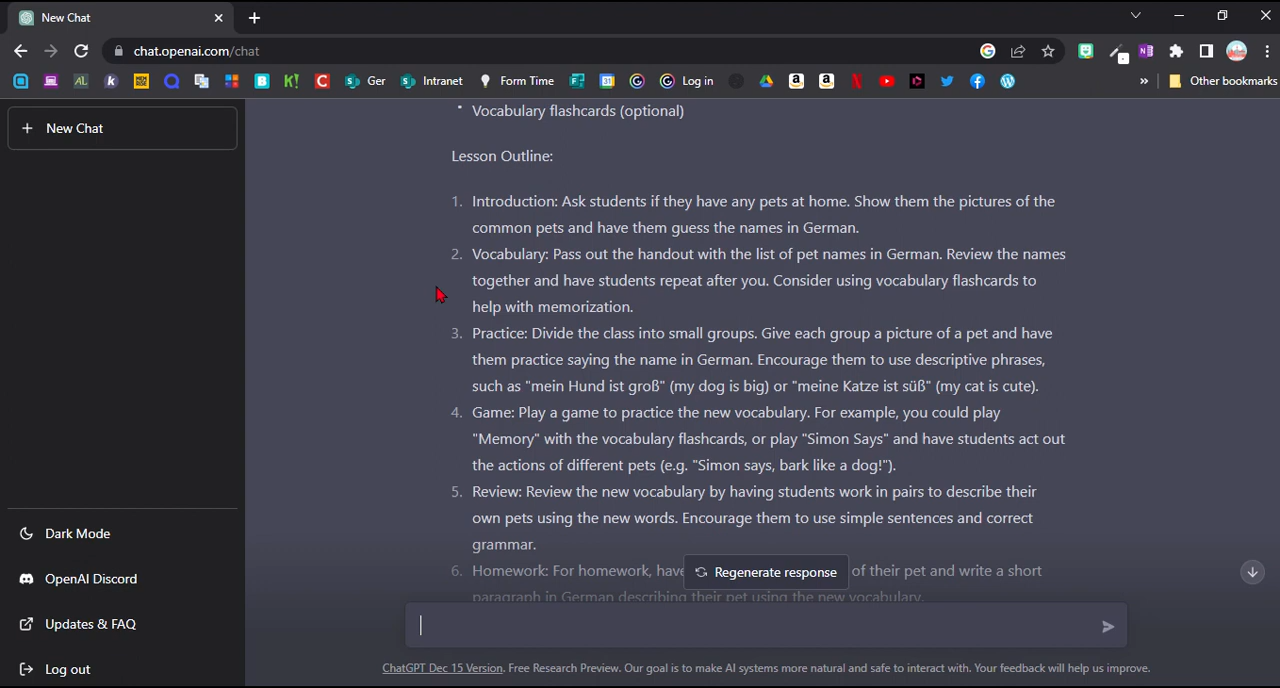 New Chat
chat.openai.com/chat
Ger
Intranet
Form Time
31
Log in
Other bookmarks
New Chat
• Vocabulary flashcards (optional)
Lesson Outline:
1. Introduction: Ask students if they have any pets at home. Show them the pictures of the
common pets and have them guess the names in German.
2. Vocabulary: Pass out the handout with the list of pet names in German. Review the names
together and have students repeat after you. Consider using vocabulary flashcards to
help with memorization.
3. Practice: Divide the class into small groups. Give each group a picture of a pet and have
them practice saying the name in German. Encourage them to use descriptive phrases,
such as "mein Hund ist groß" (my dog is big) or "meine Katze ist süß" (my cat is cute).
4. Game: Play a game to practice the new vocabulary. For example, you could play
"Memory" with the vocabulary flashcards, or play "Simon Says" and have students act out
the actions of different pets (e.g. "Simon says, bark like a dog!").
5. Review: Review the new vocabulary by having students work in pairs to describe their
own pets using the new words. Encourage them to use simple sentences and correct
grammar.
6. Homework: For homework, have of their pet and write a short
Regenerate response
paragraph in German describing their pet using the new vocabulary.
Dark Mode
OpenAI Discord
Updates & FAQ
Log out
ChatGPT Dec 15 Version. Free Research Preview. Our goal is to make AI systems more natural and safe to interact with. Your feedback will help us improve.